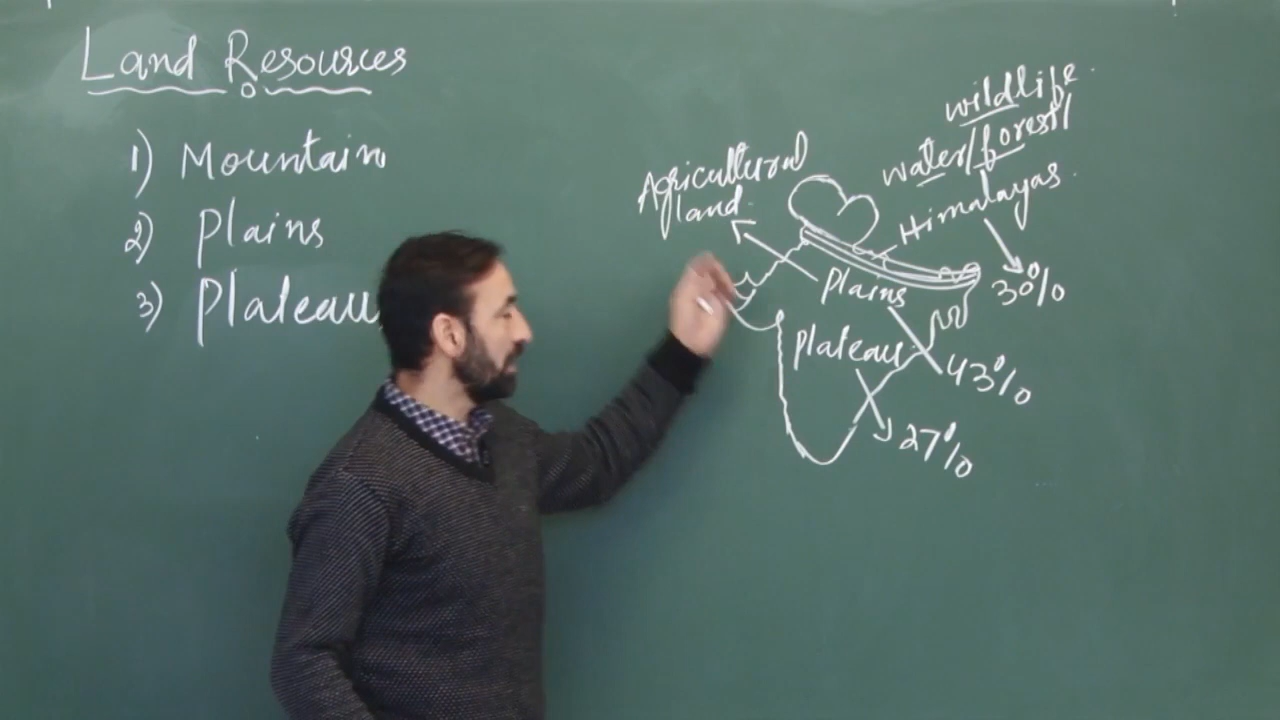 Land Resources
1) Mountain
2) Plains
3) Plateau
wildlife
water/forest/
Himalayas
30%
Agricultural
land
Plains
43%
Plateau
27%